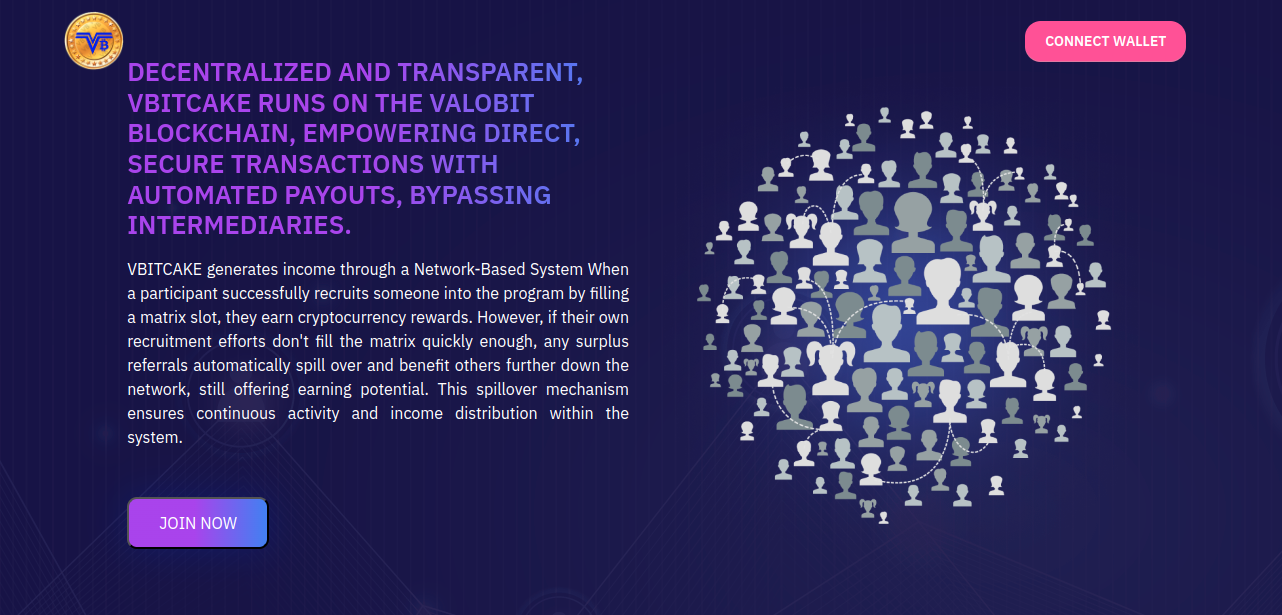 CONNECT WALLET
DECENTRALIZED AND TRANSPARENT,
VBITCAKE RUNS ON THE VALOBIT
BLOCKCHAIN, EMPOWERING DIRECT,
SECURE TRANSACTIONS WITH
AUTOMATED PAYOUTS, BYPASSING
INTERMEDIARIES.
VBITCAKE generates income through a Network-Based System When
a participant successfully recruits someone into the program by filling
a matrix slot, they earn cryptocurrency rewards. However, if their own
recruitment efforts don't fill the matrix quickly enough, any surplus
referrals automatically spill over and benefit others further down the
network, still offering earning potential. This spillover mechanism
ensures continuous activity and income distribution within the
system.
JOIN NOW